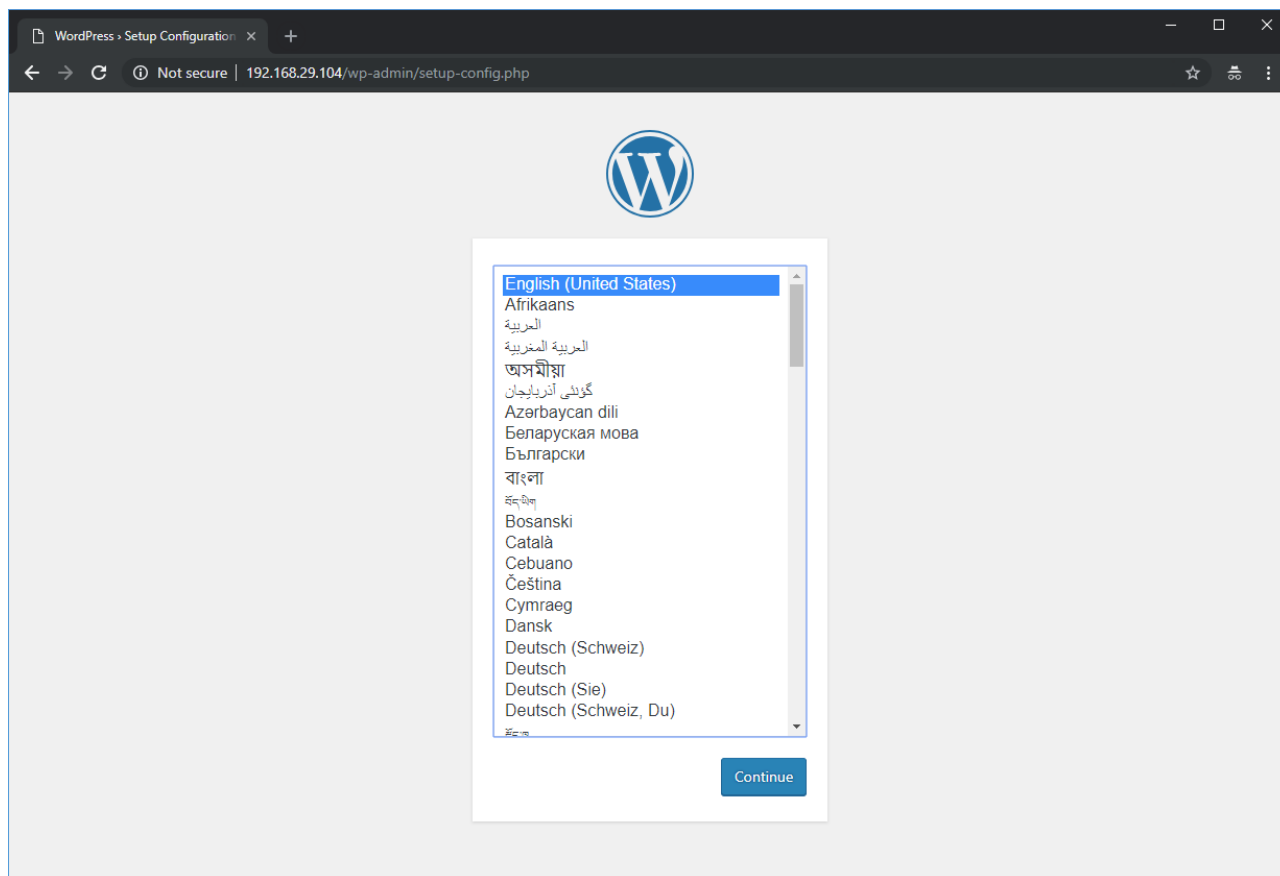 WordPress › Setup Configuration
Not secure | 192.168.29.104/wp-admin/setup-config.php
English (United States)
Afrikaans
العربية
العربية المغربية
অসমীয়া
گؤنئی آذربایجان
Azərbaycan dili
Беларуская мова
Български
বাংলা
བོད་ཡིག
Bosanski
Català
Cebuano
Čeština
Cymraeg
Dansk
Deutsch (Schweiz)
Deutsch
Deutsch (Sie)
Deutsch (Schweiz, Du)
Continue